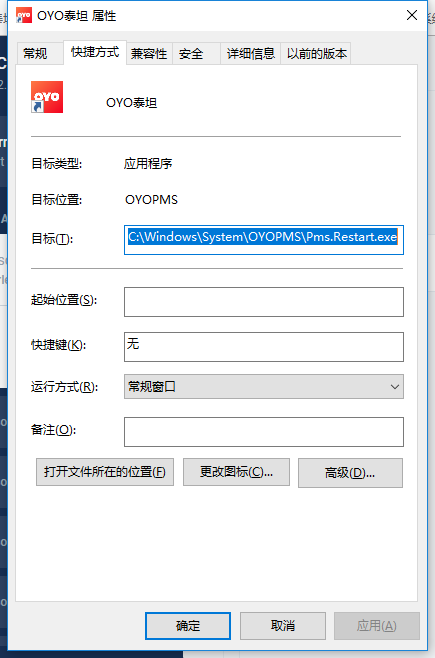 OYO泰坦 属性
常规 快捷方式 兼容性 安全 详细信息 以前的版本
OYO
OYO泰坦
目标类型: 应用程序
目标位置: OYOPMS
目标(T): C:\Windows\System\OYOPMS\Pms.Restart.exe
起始位置(S):
快捷键(K): 无
运行方式(R): 常规窗口
备注(O):
打开文件所在的位置(F) 更改图标(C)... 高级(D)...
确定 取消 应用(A)